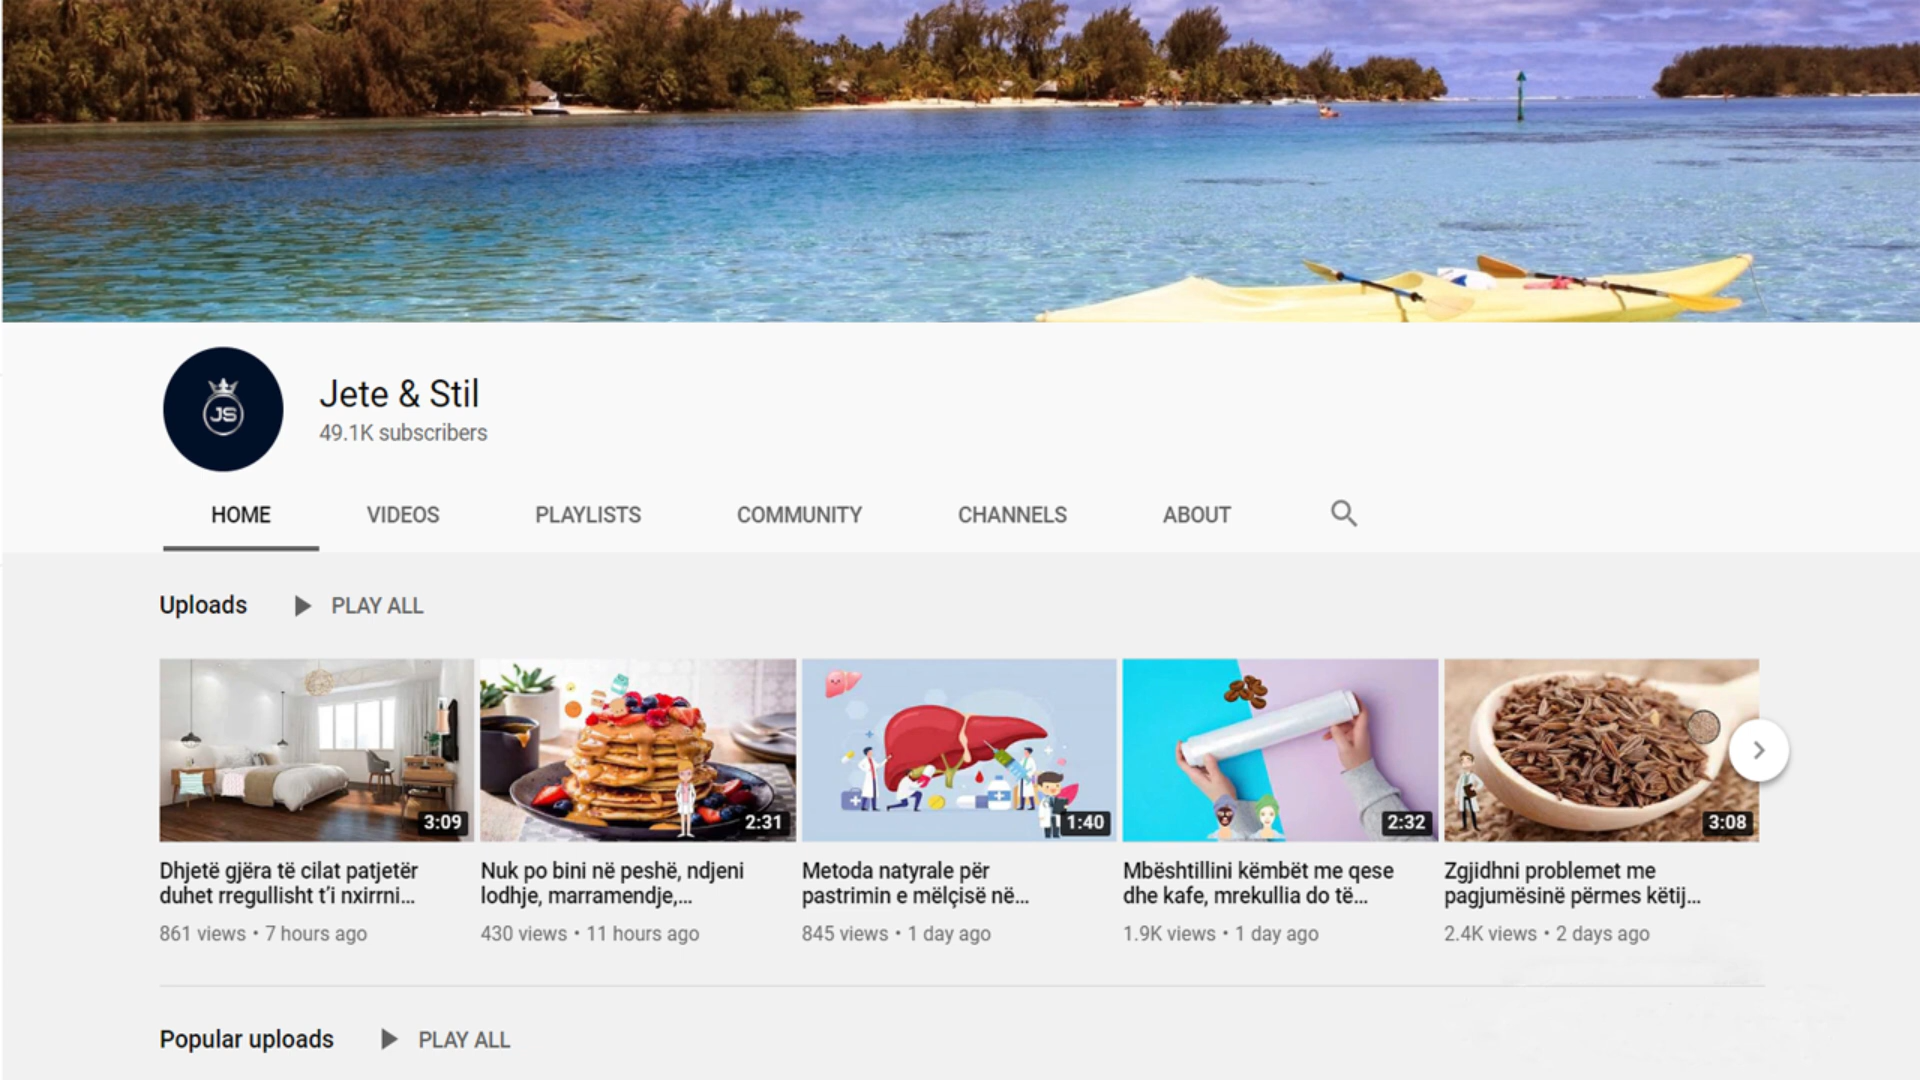 JS
Jete & Stil
49.1K subscribers
HOME VIDEOS PLAYLISTS COMMUNITY CHANNELS ABOUT
Uploads PLAY ALL
3:09
2:31
1:40
2:32
3:08
Dhjetë gjëra të cilat patjetër
duhet rregullisht t'i nxirrni...
861 views • 7 hours ago
Nuk po bini në peshë, ndjeni
lodhje, marramendje,...
430 views • 11 hours ago
Metoda natyrale për
pastrimin e mëlçisë në...
845 views • 1 day ago
Mbështillini këmbët me qese
dhe kafe, mrekullia do të...
1.9K views • 1 day ago
Zgjidhni problemet me
pagjumësinë përmes këtij...
2.4K views • 2 days ago
Popular uploads PLAY ALL